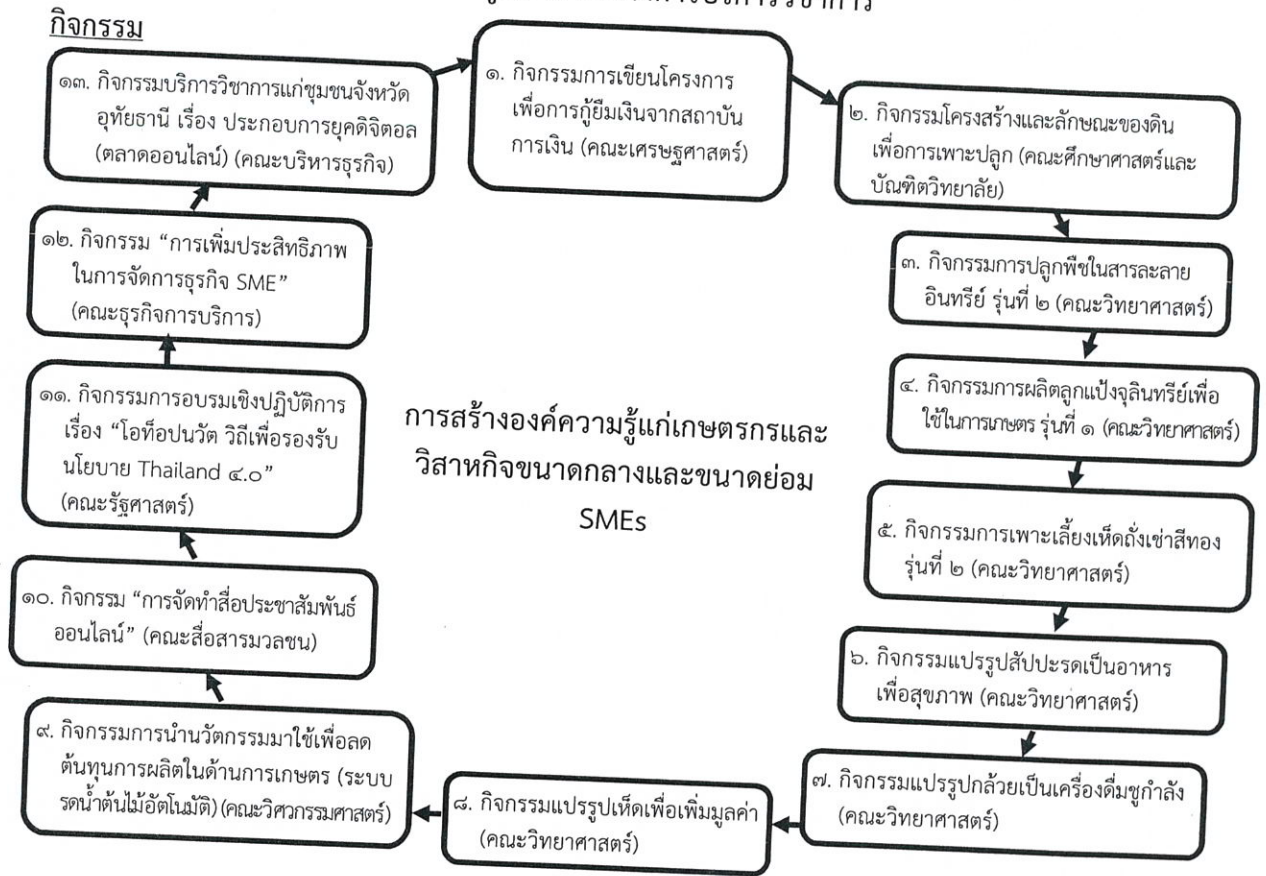 กิจกรรม
๑. กิจกรรมการเขียนโครงการ
เพื่อการกู้ยืมเงินจากสถาบัน
การเงิน (คณะเศรษฐศาสตร์)
๒. กิจกรรมโครงสร้างและลักษณะของดิน
เพื่อการเพาะปลูก (คณะศึกษาศาสตร์และ
บัณฑิตวิทยาลัย)
๓. กิจกรรมการปลูกพืชในสารละลาย
อินทรีย์ รุ่นที่ ๒ (คณะวิทยาศาสตร์)
๔. กิจกรรมการผลิตลูกแป้งจุลินทรีย์เพื่อ
ใช้ในการเกษตร รุ่นที่ ๑ (คณะวิทยาศาสตร์)
๕. กิจกรรมการเพาะเลี้ยงเห็ดถั่งเช่าสีทอง
รุ่นที่ ๒ (คณะวิทยาศาสตร์)
๖. กิจกรรมแปรรูปสัปปะรดเป็นอาหาร
เพื่อสุขภาพ (คณะวิทยาศาสตร์)
๗. กิจกรรมแปรรูปกล้วยเป็นเครื่องดื่มชูกำลัง
(คณะวิทยาศาสตร์)
๘. กิจกรรมแปรรูปเห็ดเพื่อเพิ่มมูลค่า
(คณะวิทยาศาสตร์)
๙. กิจกรรมการนำนวัตกรรมมาใช้เพื่อลด
ต้นทุนการผลิตในด้านการเกษตร (ระบบ
รดน้ำต้นไม้อัตโนมัติ) (คณะวิศวกรรมศาสตร์)
๑๐. กิจกรรม “การจัดทำสื่อประชาสัมพันธ์
ออนไลน์” (คณะสื่อสารมวลชน)
๑๑. กิจกรรมการอบรมเชิงปฏิบัติการ
เรื่อง “โอท็อปนวัต วิถีเพื่อรองรับ
นโยบาย Thailand ๔.๐”
(คณะรัฐศาสตร์)
๑๒. กิจกรรม “การเพิ่มประสิทธิภาพ
ในการจัดการธุรกิจ SME”
(คณะธุรกิจการบริการ)
๑๓. กิจกรรมบริการวิชาการแก่ชุมชนจังหวัด
อุทัยธานี เรื่อง ประกอบการยุคดิจิตอล
(ตลาดออนไลน์) (คณะบริหารธุรกิจ)
การสร้างองค์ความรู้แก่เกษตรกรและ
วิสาหกิจขนาดกลางและขนาดย่อม
SMEs